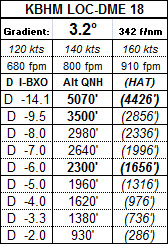 KBHM LOC-DME 18
Gradient: 3.2° 342 f/nm
120 kts 140 kts 160 kts
680 fpm 800 fpm 910 fpm
D I-BXO Alt QNH (HAT)
D -14.1 5070' (4426')
D -9.5 3500' (2856')
D -8.0 2980' (2336')
D -7.0 2640' (1996')
D -6.0 2300' (1656')
D -5.0 1960' (1316')
D -4.0 1620' (976')
D -3.3 1380' (736')
D -2.0 930' (286')